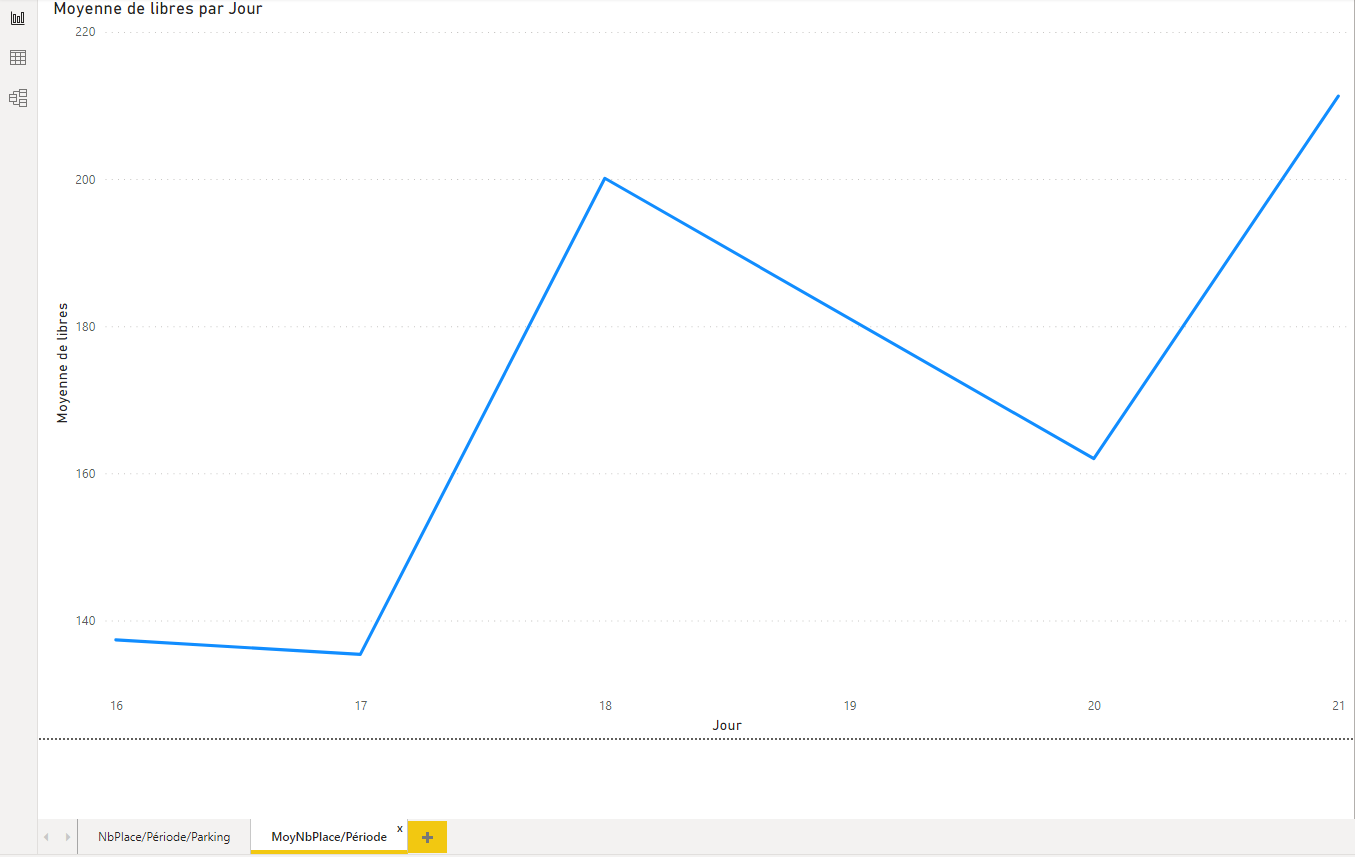 Moyenne de libres par Jour
220
200
180
160
140
Moyenne de libres
16 17 18 19 20 21
Jour
NbPlace/Période/Parking MoyNbPlace/Période x +